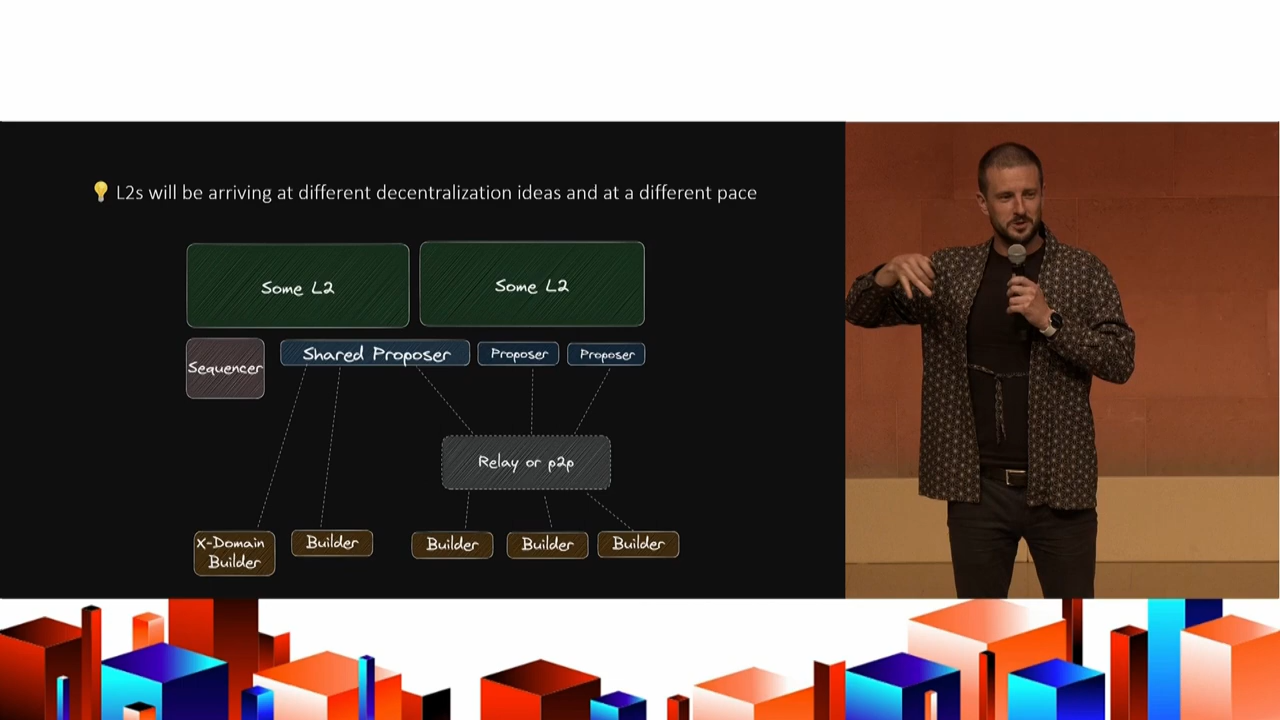 L2s will be arriving at different decentralization ideas and at a different pace
Some L2
Some L2
Sequencer
Shared Proposer
Proposer
Proposer
Relay or p2p
X-Domain
Builder
Builder
Builder
Builder
Builder